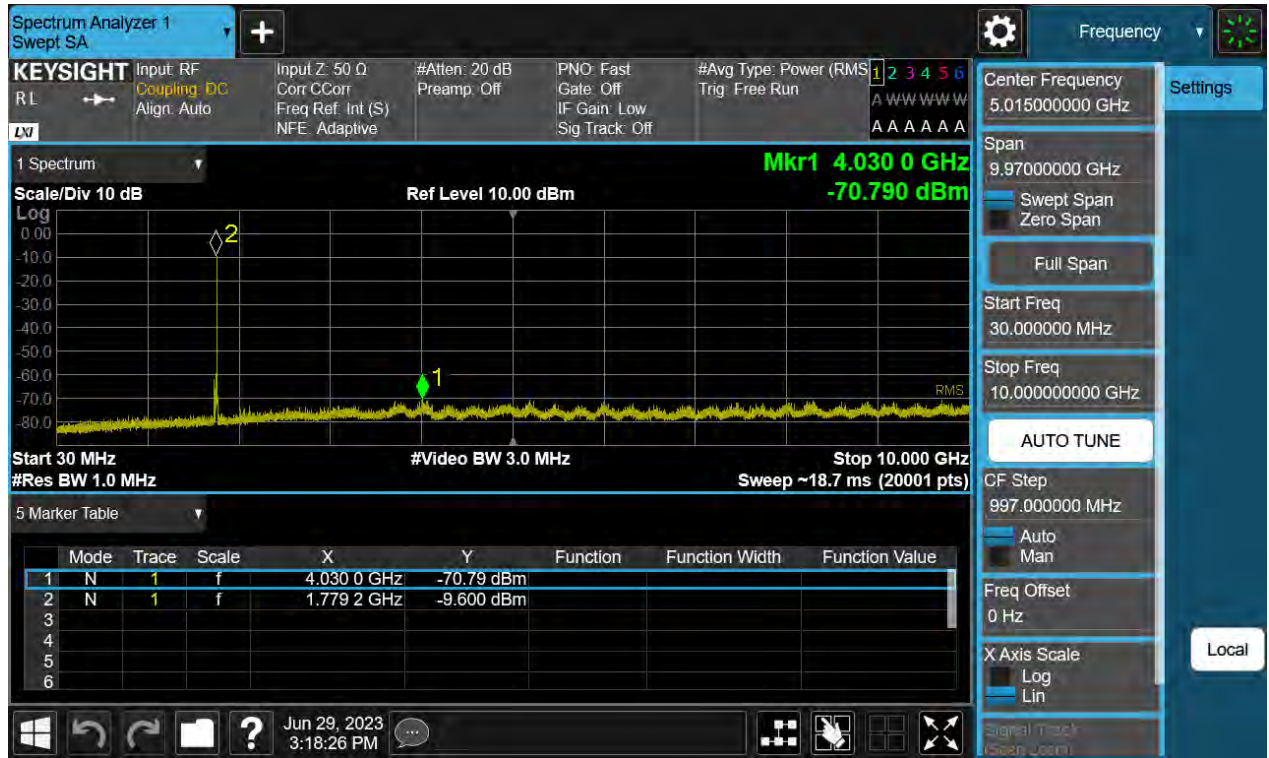 Spectrum Analyzer 1
Swept SA
Frequency
KEYSIGHT
RL
LXI
Input: RF
Coupling: DC
Align: Auto
Input Z: 50 Ω
Corr CCorr
Freq Ref: Int (S)
NFE: Adaptive
#Atten: 20 dB
Preamp: Off
PNO: Fast
Gate: Off
IF Gain: Low
Sig Track: Off
#Avg Type: Power (RMS
Trig: Free Run
1 2 3 4 5 6
A W W W W W
A A A A A A
1 Spectrum
Mkr1 4.030 0 GHz
-70.790 dBm
Scale/Div 10 dB
Ref Level 10.00 dBm
Log
0.00
-10.0
-20.0
-30.0
-40.0
-50.0
-60.0
-70.0
-80.0
2
1
RMS
Start 30 MHz
#Video BW 3.0 MHz
Stop 10.000 GHz
#Res BW 1.0 MHz
Sweep ~18.7 ms (20001 pts)
5 Marker Table
Mode Trace Scale X Y Function Function Width Function Value
1 N 1 f 4.030 0 GHz -70.79 dBm
2 N 1 f 1.779 2 GHz -9.600 dBm
3
4
5
6
Jun 29, 2023
3:18:26 PM
Center Frequency
5.015000000 GHz
Span
9.97000000 GHz
Swept Span
Zero Span
Full Span
Start Freq
30.000000 MHz
Stop Freq
10.000000000 GHz
AUTO TUNE
CF Step
997.000000 MHz
Auto
Man
Freq Offset
0 Hz
X Axis Scale
Log
Lin
Signal Track
(Span Zoom)
Settings
Local